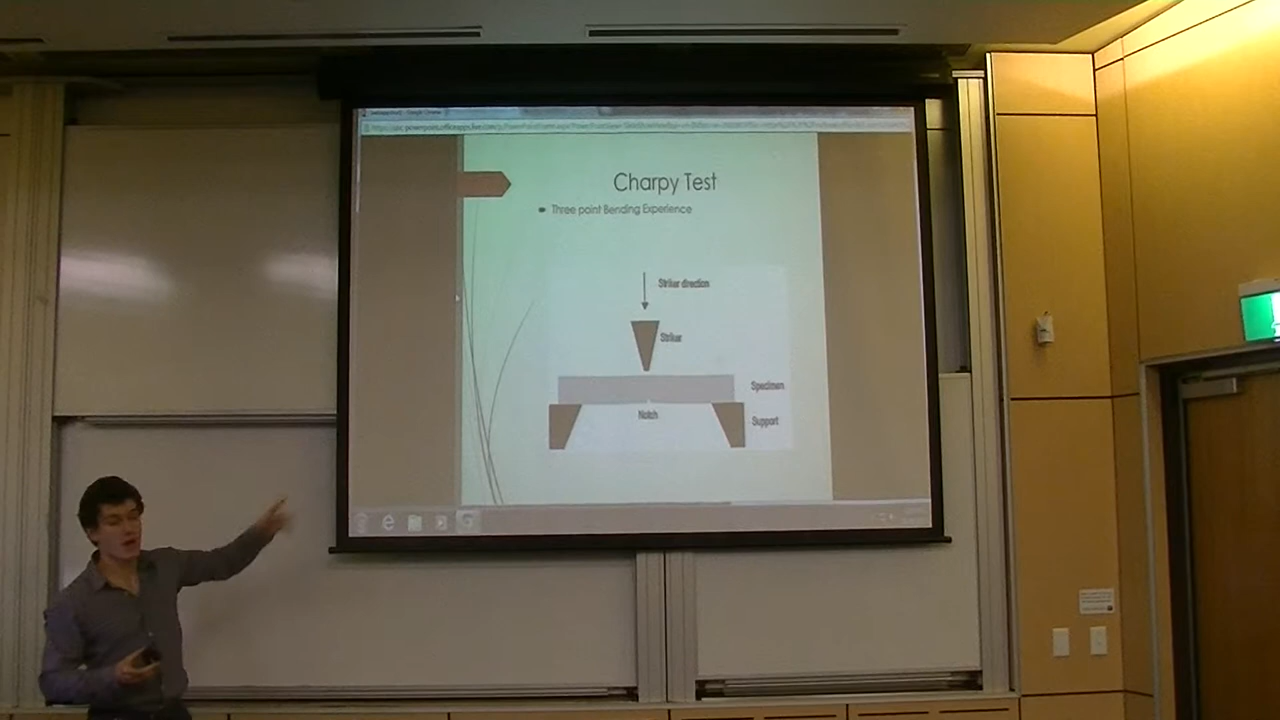 Charpy Test
Three point Bending Experience
Striker direction
Striker
Specimen
Notch
Support